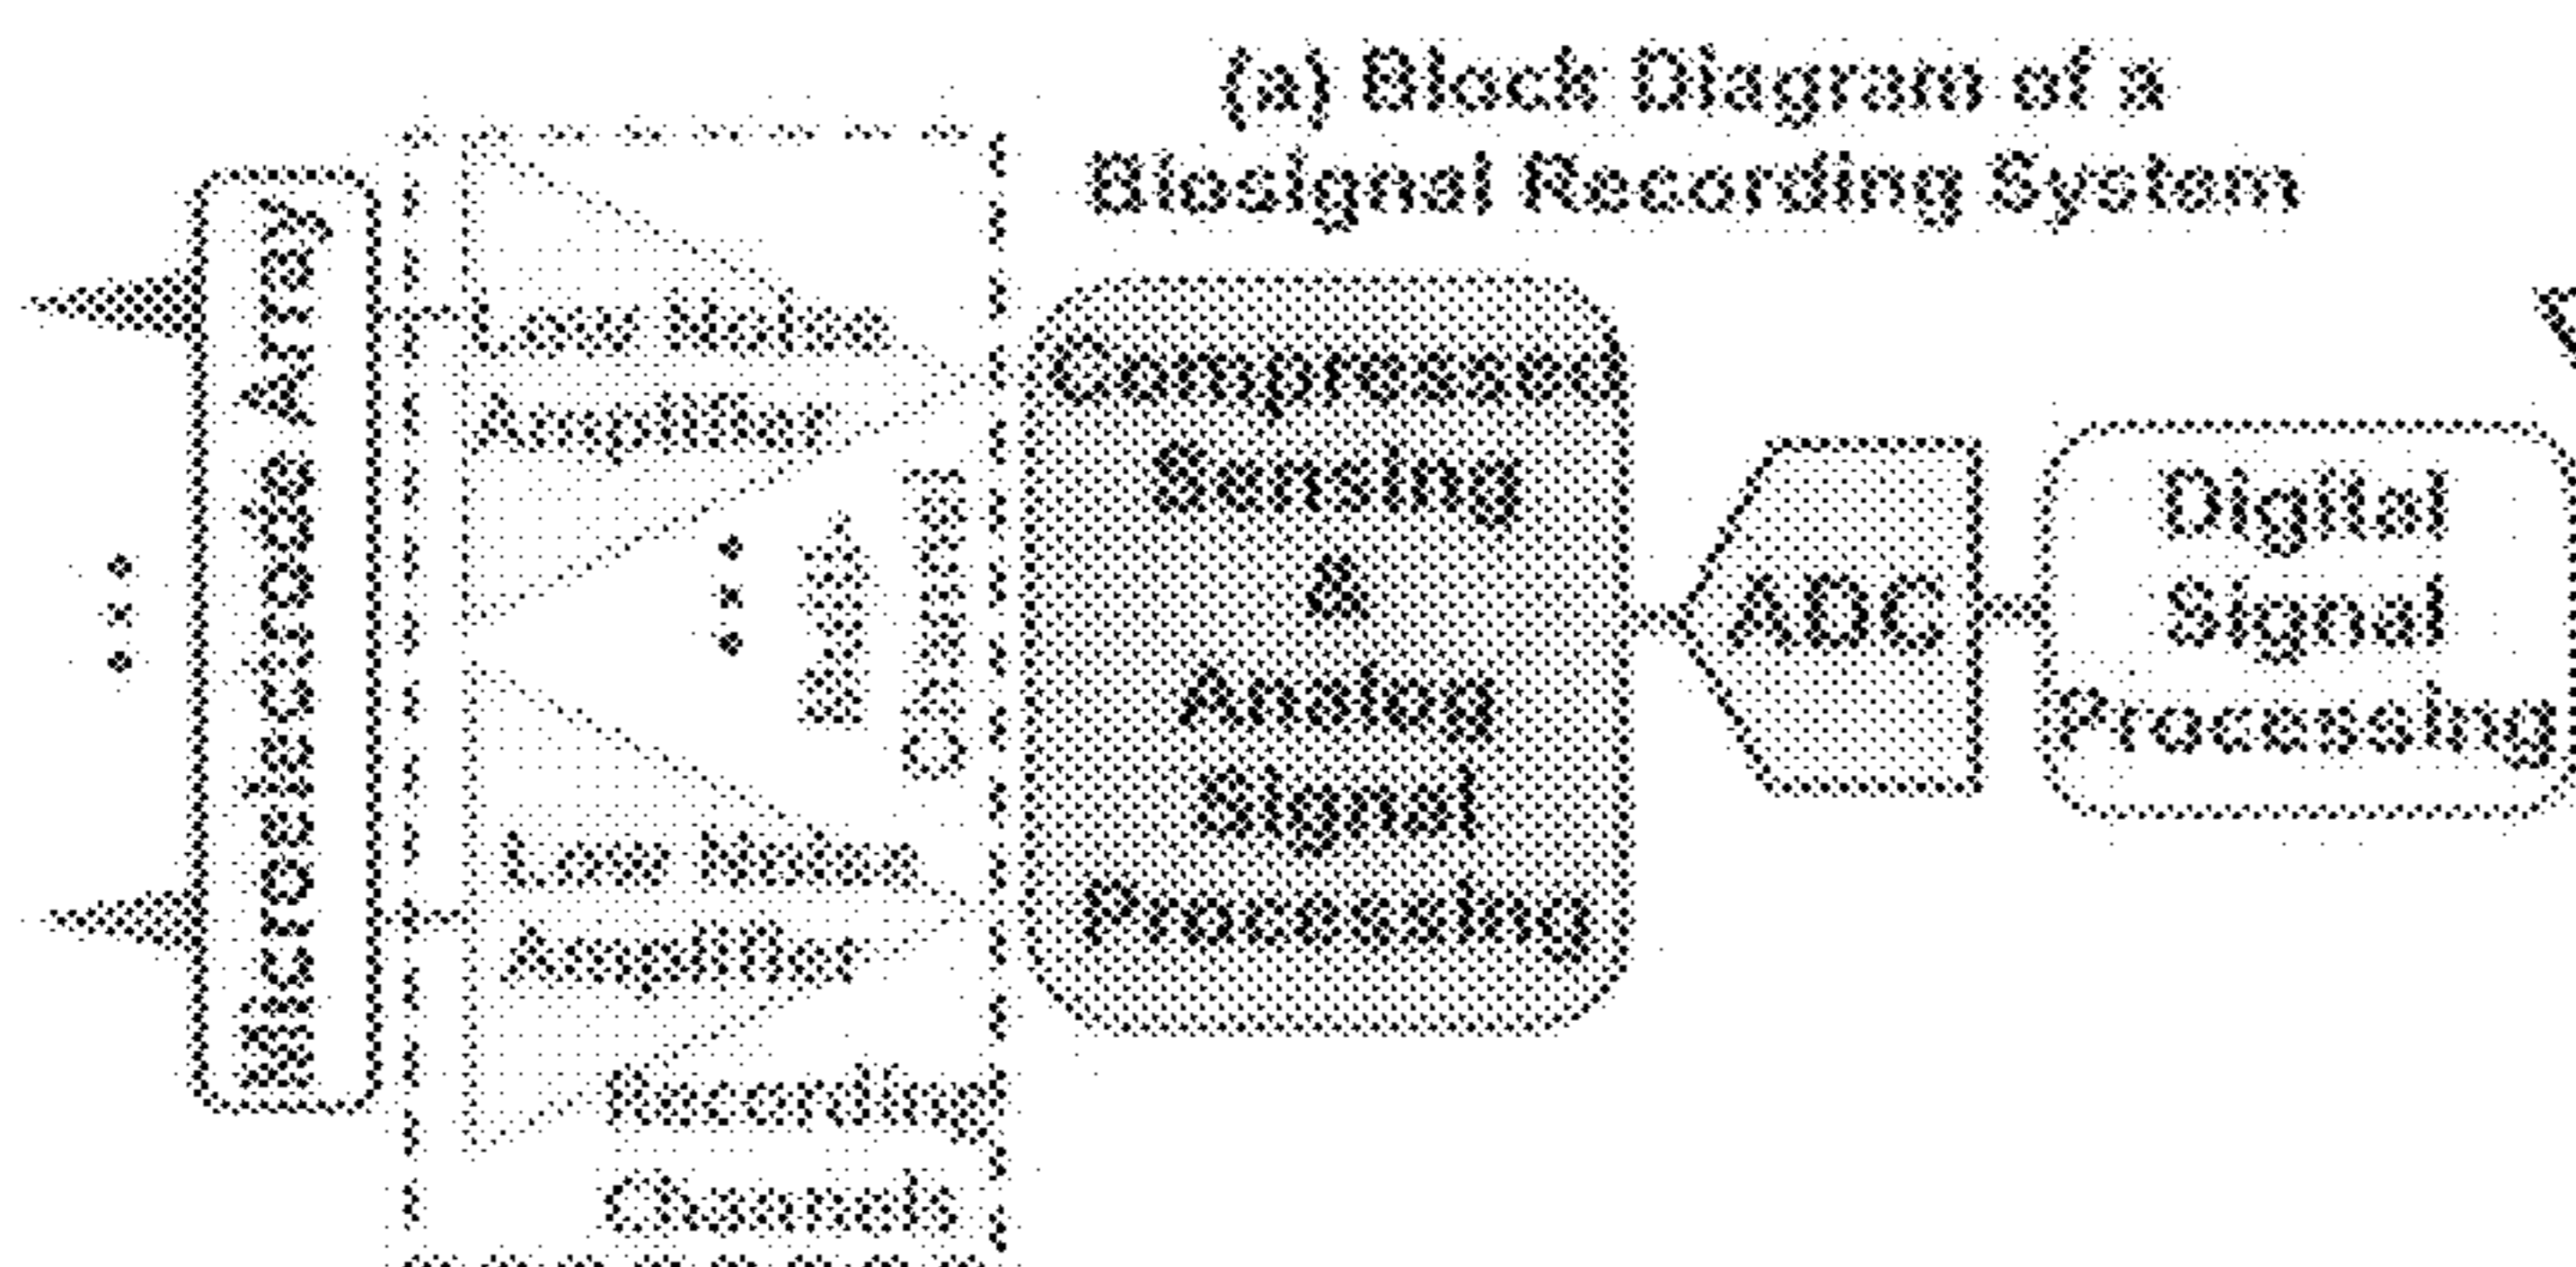 (a) Block Diagram of a
Biosignal Recording System
Microelectrode Array
Low Noise
Amplifier
Channel
Low Noise
Amplifier
Recording
Channels
Compressed
Sensing
&
Analog
Signal
Processing
ADC
Digital
Signal
Processing